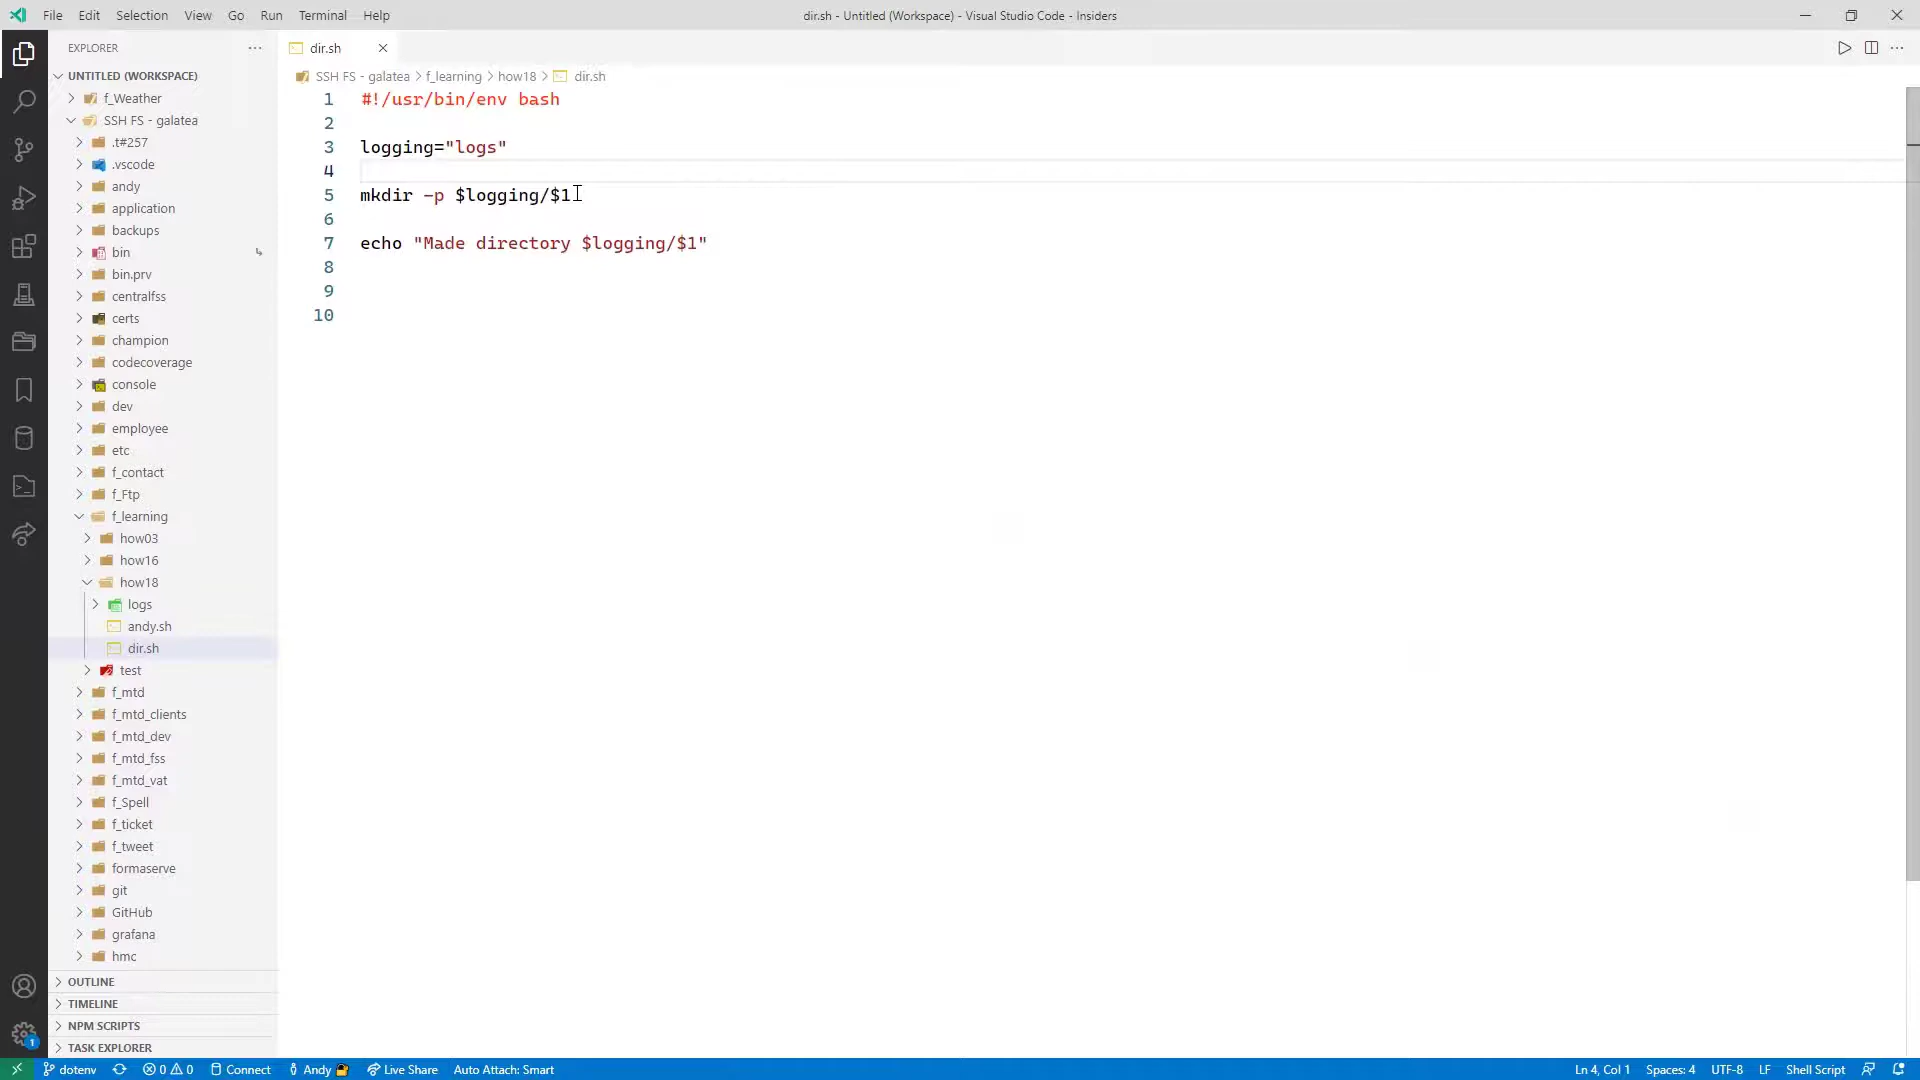 File Edit Selection View Go Run Terminal Help
dir.sh - Untitled (Workspace) - Visual Studio Code - Insiders
EXPLORER
dir.sh
UNTITLED (WORKSPACE)
SSH FS - galatea > f_learning > how18 > dir.sh
f_Weather
SSH FS - galatea
.t#257
.vscode
andy
application
backups
bin
bin.prv
centralfss
certs
champion
codecoverage
console
dev
employee
etc
f_contact
f_Ftp
f_learning
how03
how16
how18
logs
andy.sh
dir.sh
test
f_mtd
f_mtd_clients
f_mtd_dev
f_mtd_fss
f_mtd_vat
f_Spell
f_ticket
f_tweet
formaserve
git
GitHub
grafana
hmc
OUTLINE
TIMELINE
NPM SCRIPTS
TASK EXPLORER
1 #!/usr/bin/env bash
2
3 logging="logs"
4
5 mkdir -p $logging/$1
6
7 echo "Made directory $logging/$1"
8
9
10
1
dotenv 0 0 Connect Andy Live Share Auto Attach: Smart
Ln 4, Col 1 Spaces: 4 UTF-8 LF Shell Script